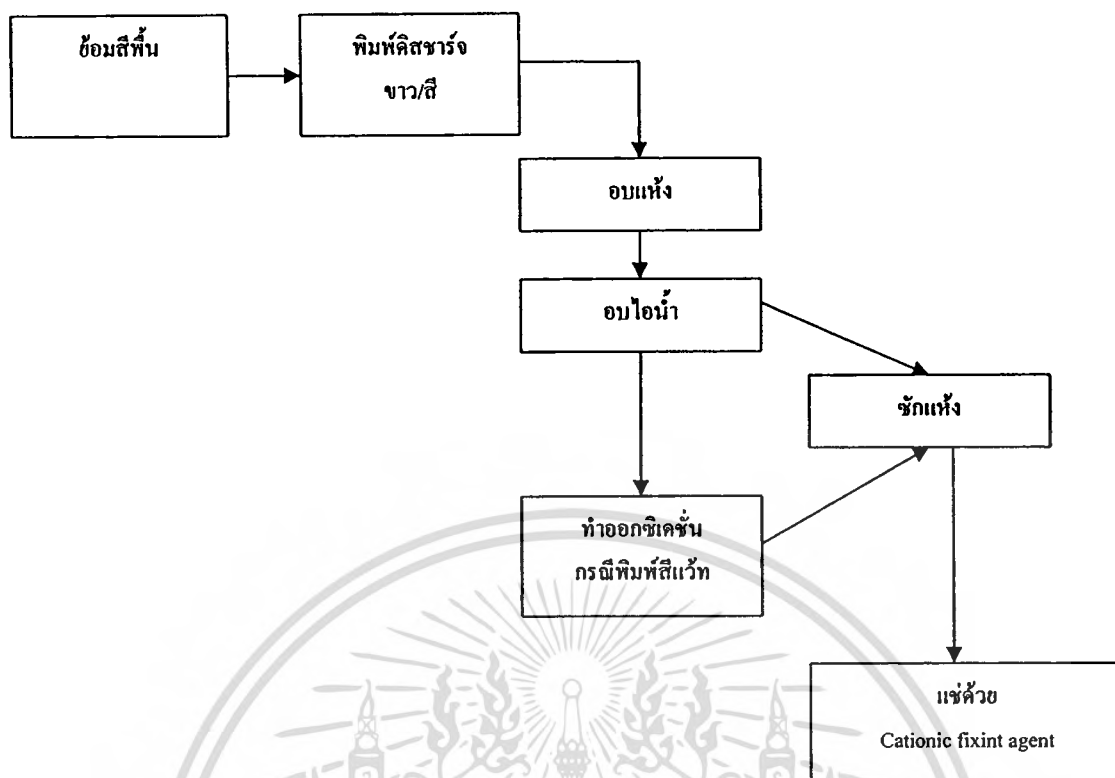 ย้อมสีพื้น
พิมพ์ดิสชาร์จ
ขาว/สี
อบแห้ง
อบไอน้ำ
ซักแห้ง
ทำออกซิเดชั่น
กรณีพิมพ์สีแว้ท
แช่ด้วย
Cationic fixint agent